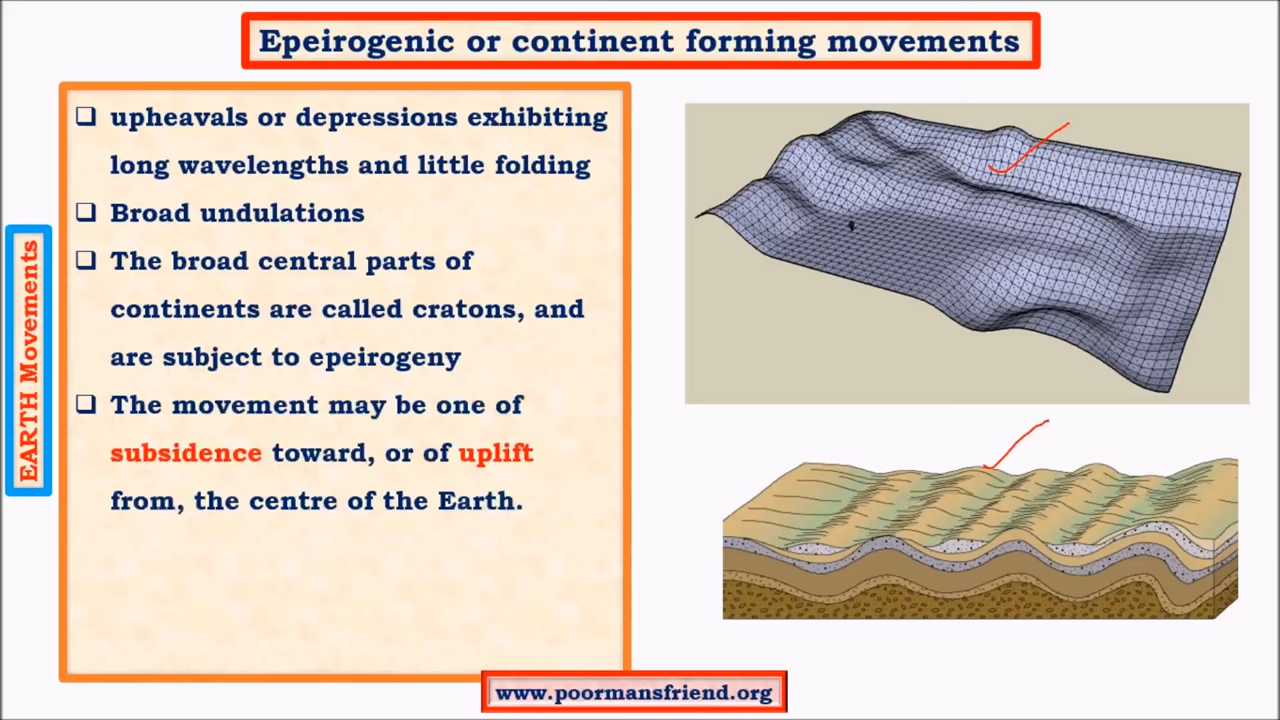 Epeirogenic or continent forming movements
❑ upheavals or depressions exhibiting
long wavelengths and little folding
❑ Broad undulations
❑ The broad central parts of
continents are called cratons, and
are subject to epeirogeny
❑ The movement may be one of
subsidence toward, or of uplift
from, the centre of the Earth.
EARTH Movements
www.poormansfriend.org